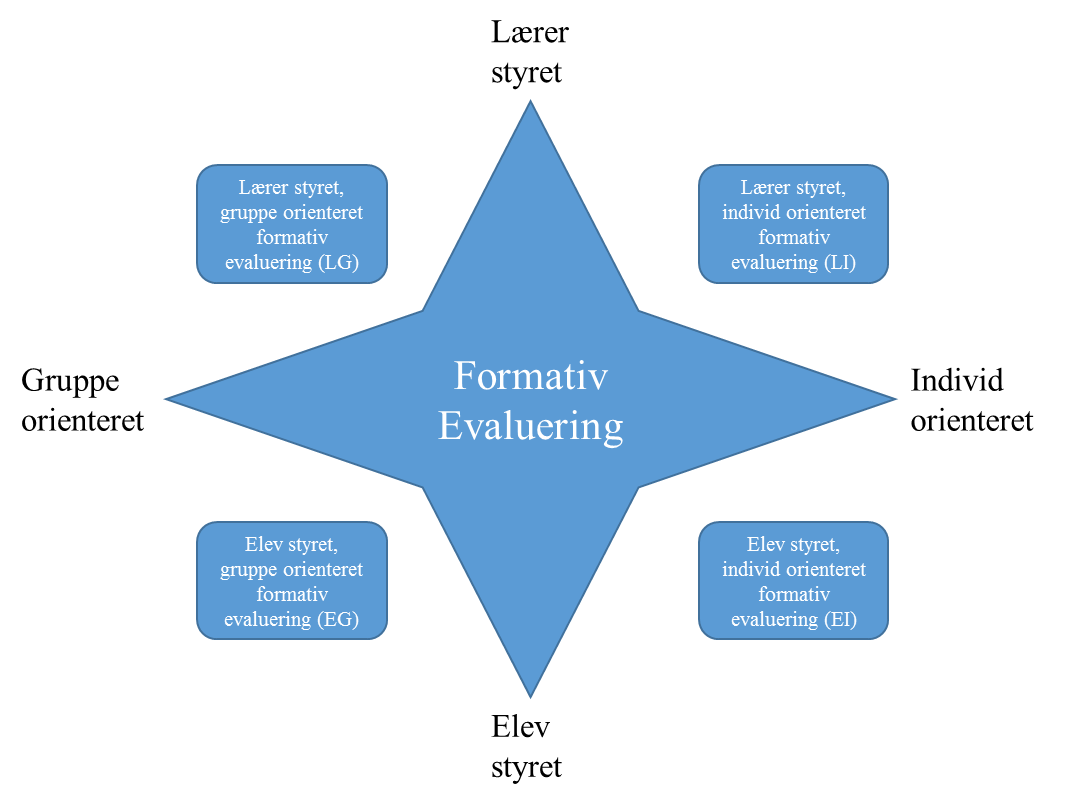 Lærer
styret
Lærer styret,
gruppe orienteret
formativ
evaluering (LG)
Lærer styret,
individ orienteret
formativ
evaluering (LI)
Gruppe
orienteret
Formativ
Evaluering
Individ
orienteret
Elev styret,
gruppe orienteret
formativ
evaluering (EG)
Elev styret,
individ orienteret
formativ
evaluering (EI)
Elev
styret